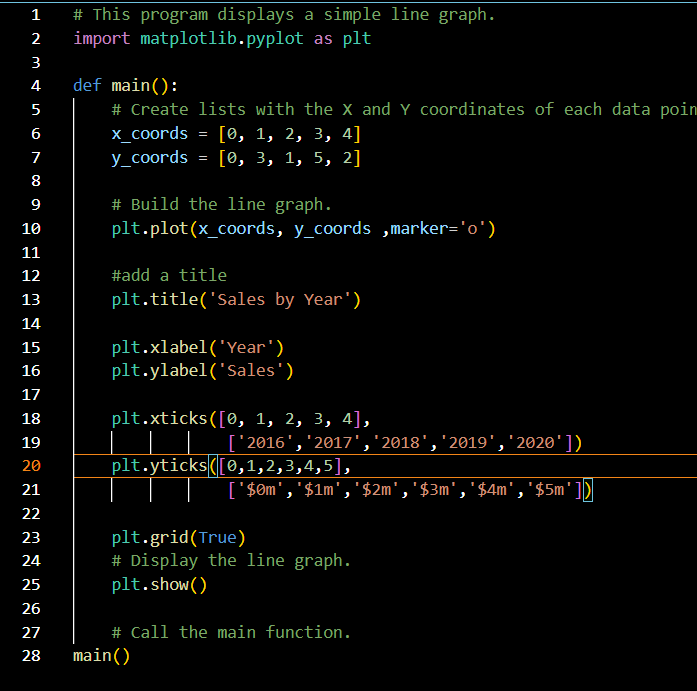 1 # This program displays a simple line graph.
2 import matplotlib.pyplot as plt
3
4 def main():
5     # Create lists with the X and Y coordinates of each data poin
6     x_coords = [0, 1, 2, 3, 4]
7     y_coords = [0, 3, 1, 5, 2]
8
9     # Build the line graph.
10     plt.plot(x_coords, y_coords ,marker='o')
11
12     #add a title
13     plt.title('Sales by Year')
14
15     plt.xlabel('Year')
16     plt.ylabel('Sales')
17
18     plt.xticks([0, 1, 2, 3, 4],
19                 ['2016','2017','2018','2019','2020'])
20     plt.yticks([0,1,2,3,4,5],
21                 ['$0m','$1m','$2m','$3m','$4m','$5m'])
22
23     plt.grid(True)
24     # Display the line graph.
25     plt.show()
26
27     # Call the main function.
28 main()